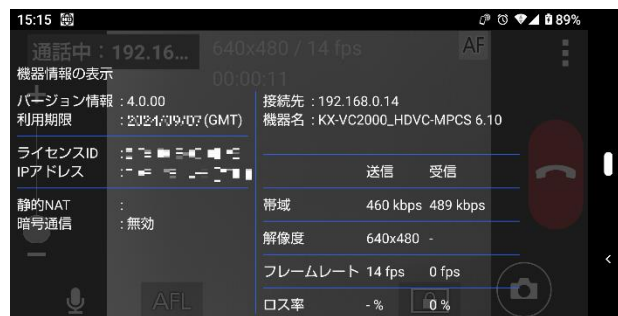 15:15
89%
通話中：192.16...
640x480 / 14 fps
AF
機器情報の表示
00:00:11
バージョン情報 : 4.0.00
利用期限 : 2024/09/07 (GMT)
ライセンスID :
IPアドレス :
静的NAT :
暗号通信 : 無効
接続先 : 192.168.0.14
機器名 : KX-VC2000_HDVC-MPCS 6.10
送信 受信
帯域 460 kbps 489 kbps
解像度 640x480 -
フレームレート 14 fps 0 fps
ロス率 - % 0 %
AFL